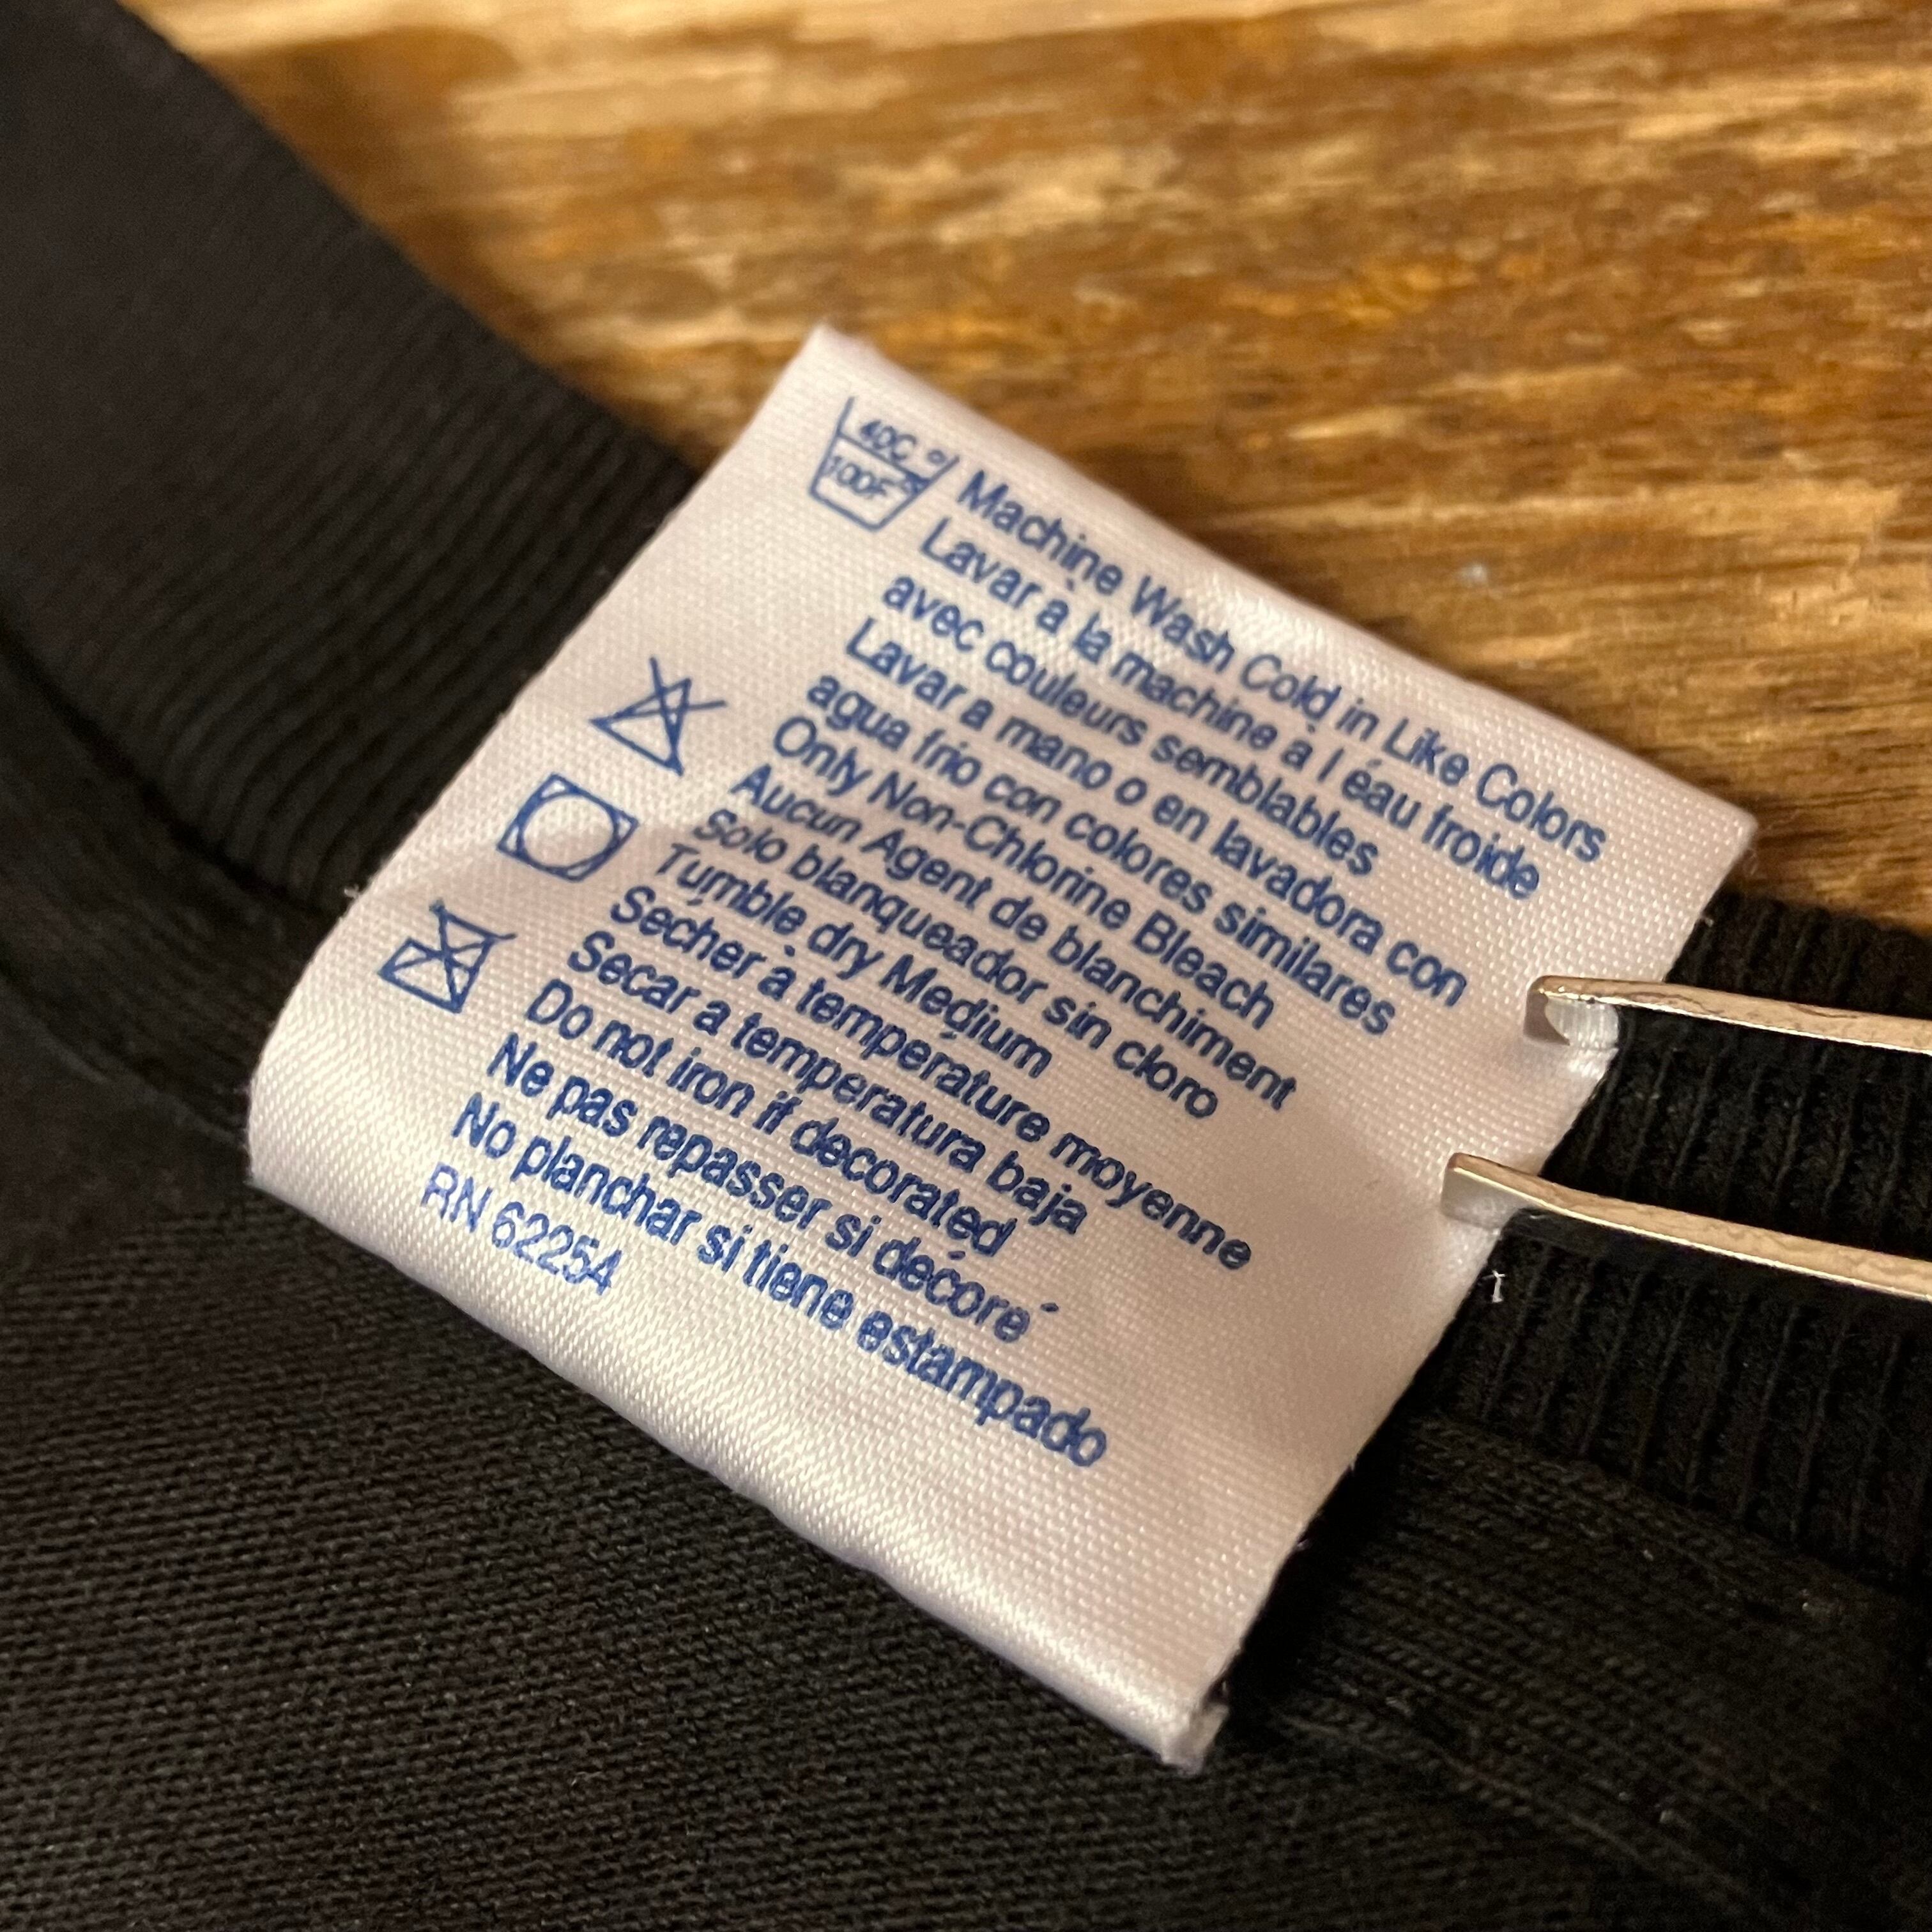 40C°
100F°
Machine Wash Cold in Like Colors
Lavar à la machine à l éau froide
avec couleurs semblables
Lavar a mano o en lavadora con
agua frio con colores similares
Only Non-Chlorine Bleach
Aucun Agent de blanchiment
Solo blanqueador sin cloro
Tumble dry Medium
Secher à temperature moyenne
Secar a temperatura baja
Do not iron if decorated
Ne pas repasser si décoré
No planchar si tiene estampado
RN 62254